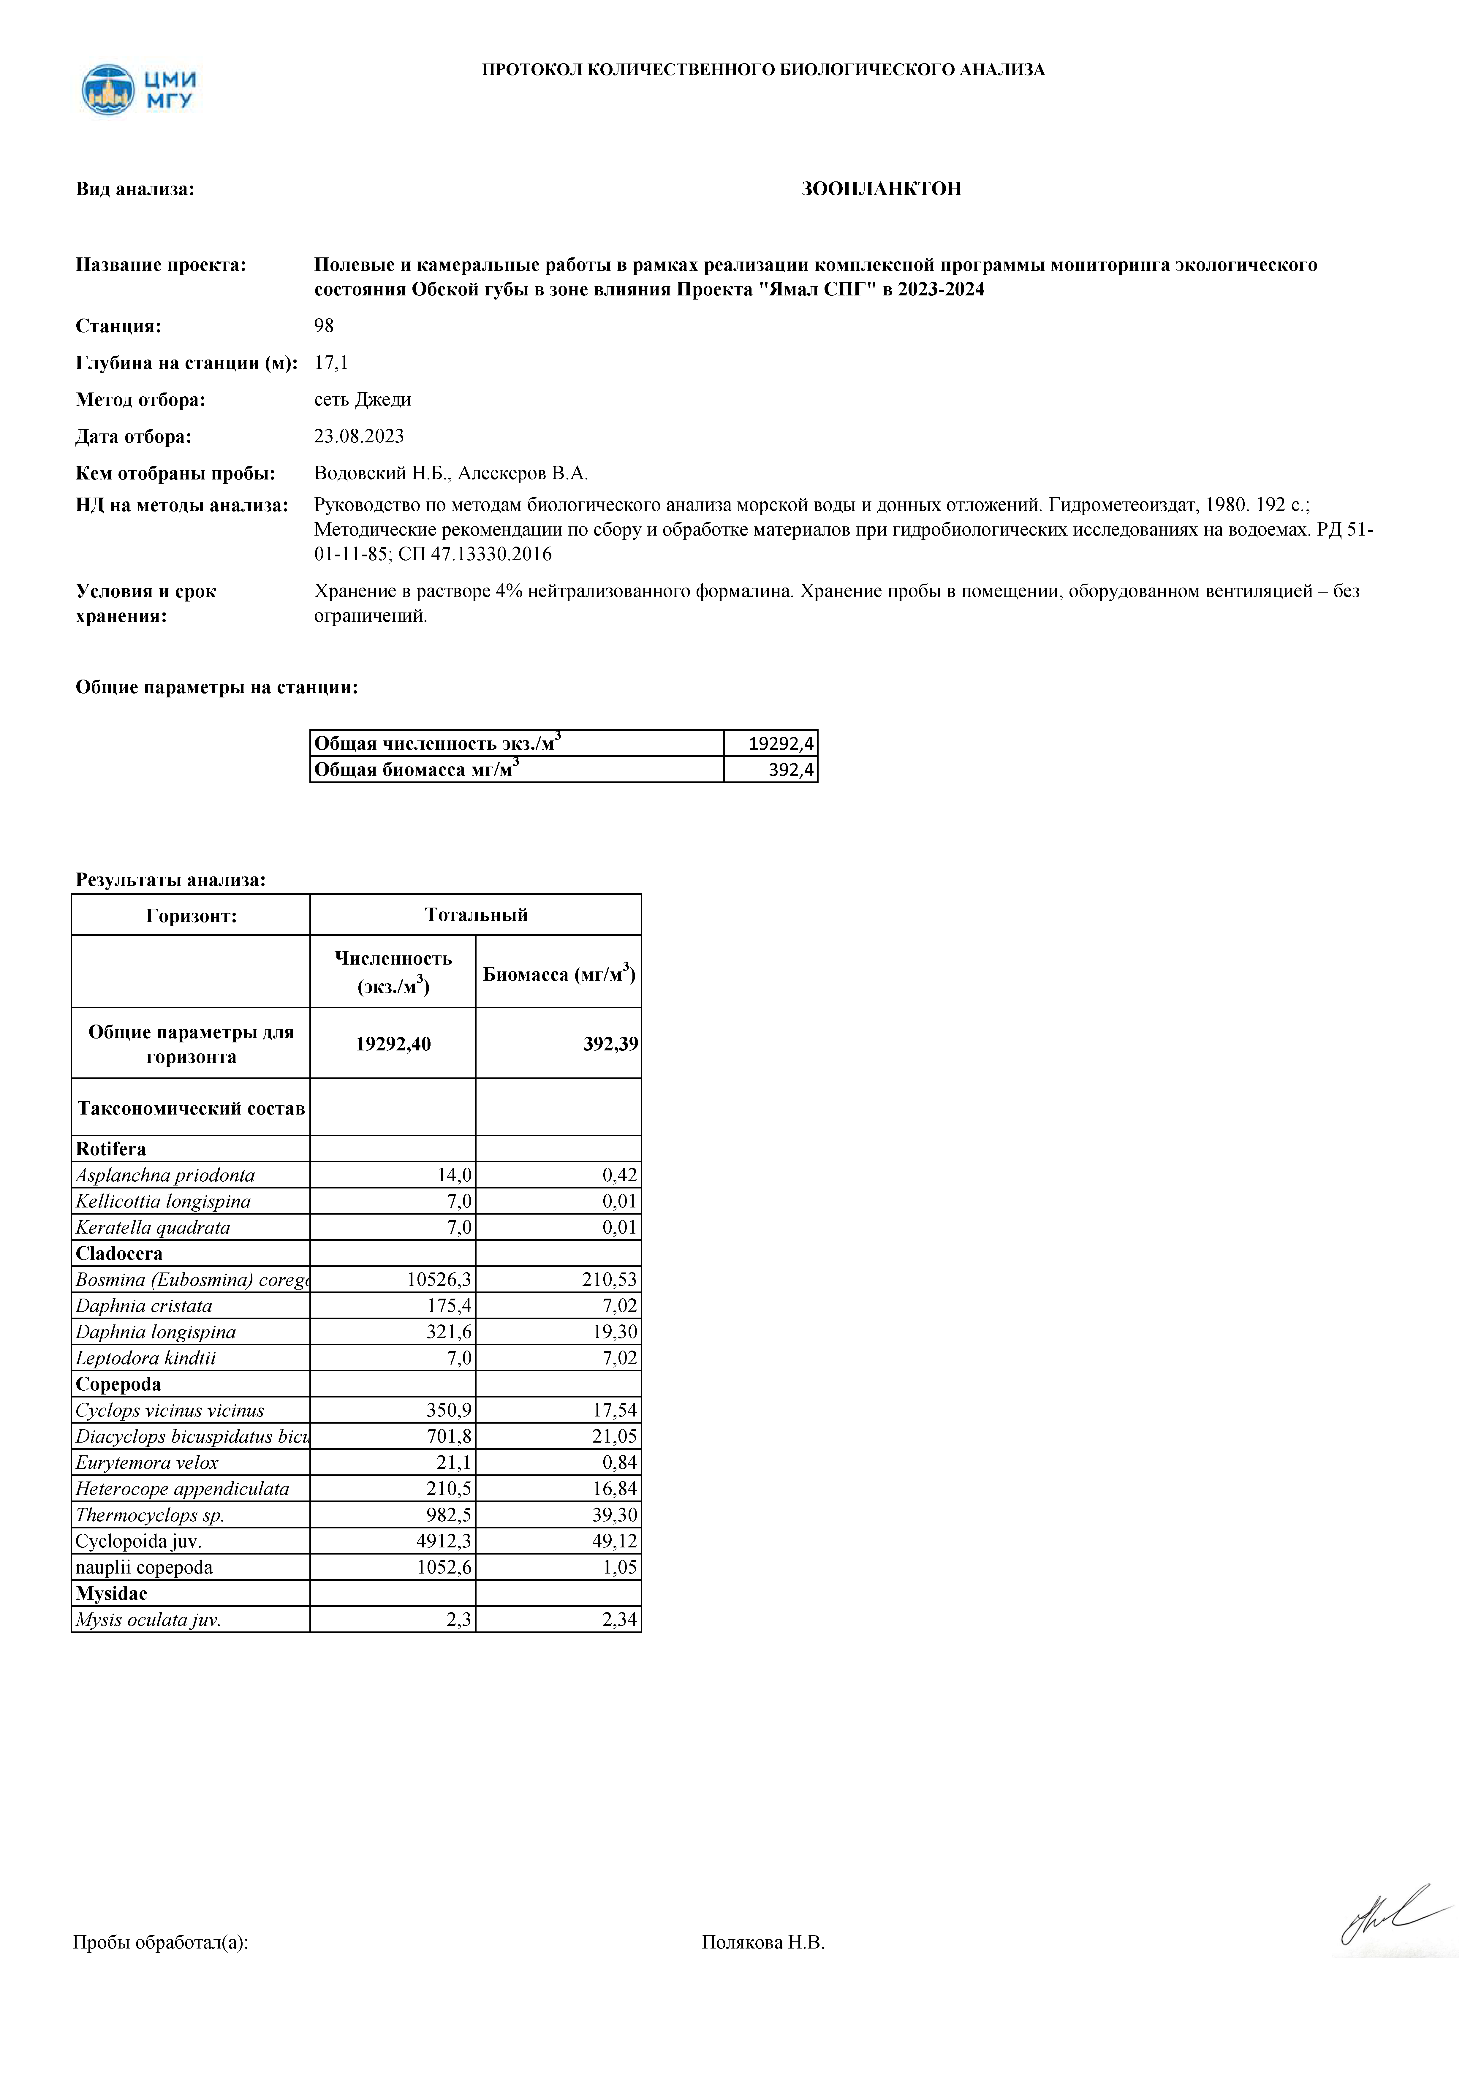 ЦМИ
МГУ
ПРОТОКОЛ КОЛИЧЕСТВЕННОГО БИОЛОГИЧЕСКОГО АНАЛИЗА
Вид анализа: ЗООПЛАНКТОН
Название проекта: Полевые и камеральные работы в рамках реализации комплексной программы мониторинга экологического
состояния Обской губы в зоне влияния Проекта "Ямал СПГ" в 2023-2024
Станция: 98
Глубина на станции (м): 17,1
Метод отбора: сеть Джеди
Дата отбора: 23.08.2023
Кем отобраны пробы: Водовский Н.Б., Алескеров В.А.
НД на методы анализа: Руководство по методам биологического анализа морской воды и донных отложений. Гидрометеоиздат, 1980. 192 с.;
Методические рекомендации по сбору и обработке материалов при гидробиологических исследованиях на водоемах. РД 51-
01-11-85; СП 47.13330.2016
Условия и срок хранения: Хранение в растворе 4% нейтрализованного формалина. Хранение пробы в помещении, оборудованном вентиляцией – без
ограничений.
Общие параметры на станции:
Общая численность экз./м³ 19292,4
Общая биомасса мг/м³ 392,4
Результаты анализа:
Горизонт: Тотальный
Численность (экз./м³) Биомасса (мг/м³)
Общие параметры для горизонта 19292,40 392,39
Таксономический состав
Rotifera
Asplanchna priodonta 14,0 0,42
Kellicottia longispina 7,0 0,01
Keratella quadrata 7,0 0,01
Cladocera
Bosmina (Eubosmina) corego 10526,3 210,53
Daphnia cristata 175,4 7,02
Daphnia longispina 321,6 19,30
Leptodora kindtii 7,0 7,02
Copepoda
Cyclops vicinus vicinus 350,9 17,54
Diacyclops bicuspidatus bicu 701,8 21,05
Eurytemora velox 21,1 0,84
Heterocope appendiculata 210,5 16,84
Thermocyclops sp. 982,5 39,30
Cyclopoida juv. 4912,3 49,12
nauplii copepoda 1052,6 1,05
Mysidae
Mysis oculata juv. 2,3 2,34
Пробы обработал(а): Полякова Н.В.